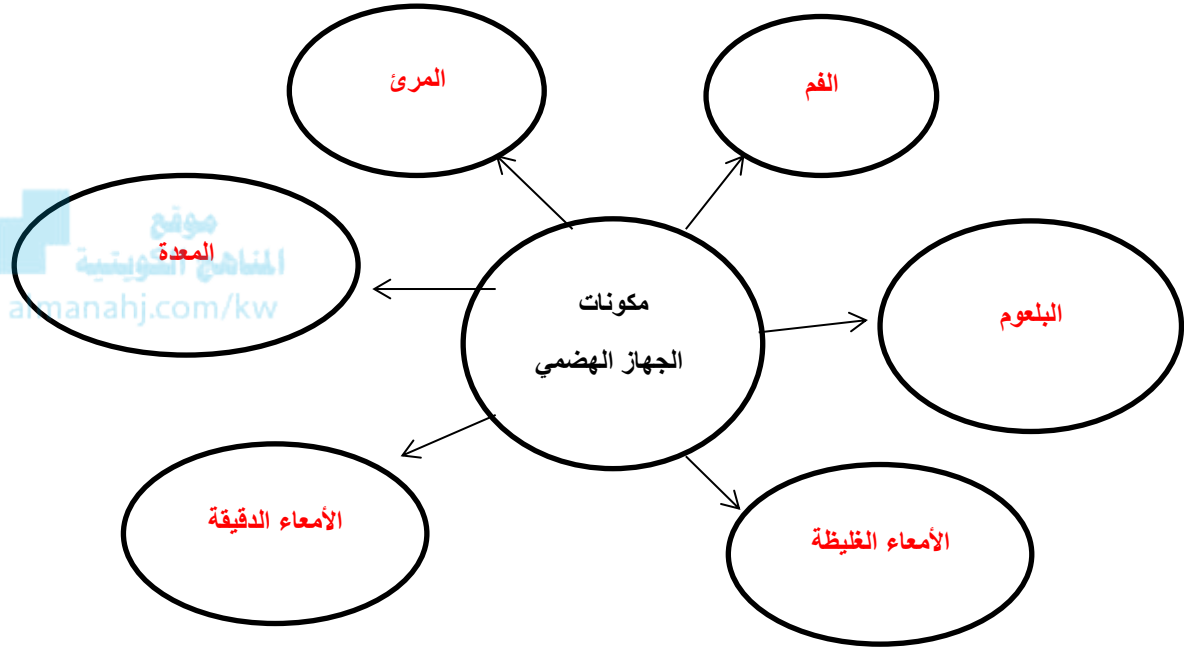 الفم
المرئ
موقع
المناهج الكويتية
almanahj.com/kw
المعدة
مكونات
الجهاز الهضمي
البلعوم
الأمعاء الدقيقة
الأمعاء الغليظة